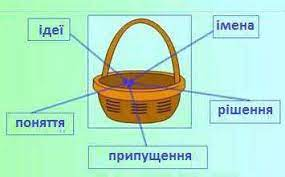 ідеї
імена
поняття
рішення
припущення